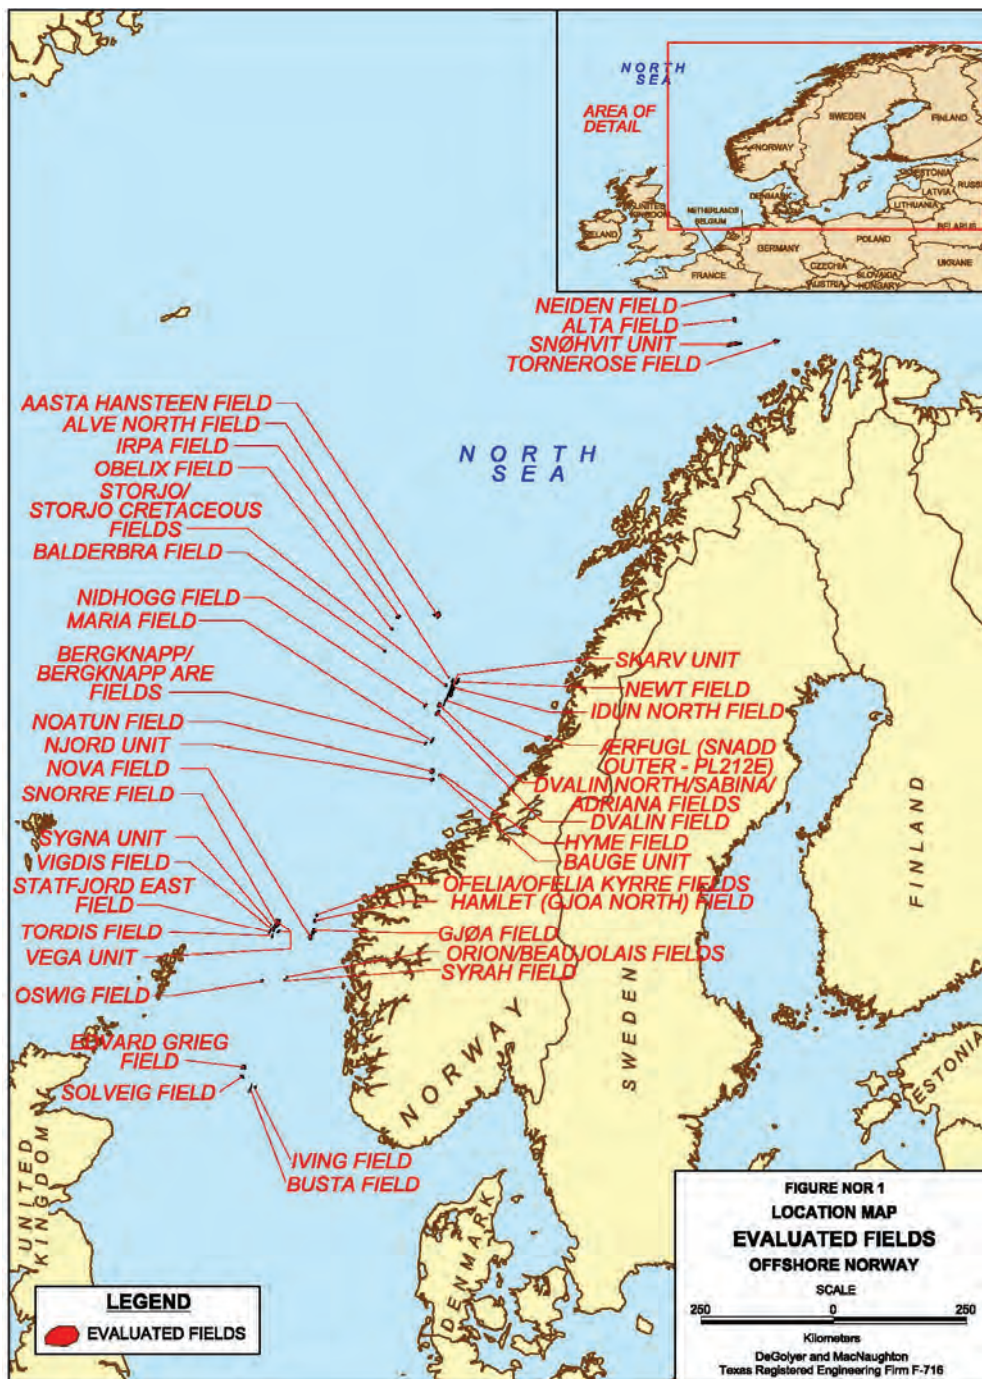 NORTH
SEA
AREA OF
DETAIL
SWEDEN
FINLAND
NORWAY
ESTONIA
LATVIA
RUSS
LITHUANIA
DENMARK
UNITED
KINGDOM
NETHERLANDS
BELGIUM
BELARUS
IRELAND
GERMANY
POLAND
UKRANE
CZECHIA
SLOVAKIA
FRANCE
AUSTRIA
HUNGARY
NEIDEN FIELD
ALTA FIELD
SNØHVIT UNIT
TORNEROSE FIELD
AASTA HANSTEEN FIELD
ALVE NORTH FIELD
IRPA FIELD
OBELIX FIELD
STORJO/
STORJO CRETACEOUS
FIELDS
BALDERBRA FIELD
NORTH
SEA
NIDHOGG FIELD
MARIA FIELD
BERGKNAPP/
BERGKNAPP ARE
FIELDS
NOATUN FIELD
NJORD UNIT
NOVA FIELD
SNORRE FIELD
SYGNA UNIT
VIGDIS FIELD
STATFJORD EAST
FIELD
TORDIS FIELD
VEGA UNIT
OSWIG FIELD
EDVARD GRIEG
FIELD
SOLVEIG FIELD
SKARV UNIT
NEWT FIELD
IDUN NORTH FIELD
ÆRFUGL (SNADD
OUTER - PL212E)
DVALIN NORTH/SABINA/
ADRIANA FIELDS
DVALIN FIELD
HYME FIELD
BAUGE UNIT
OFELIA/OFELIA KYRRE FIELDS
HAMLET (GJOA NORTH) FIELD
GJØA FIELD
ORION/BEAUJOLAIS FIELDS
SYRAH FIELD
IVING FIELD
BUSTA FIELD
NORWAY
SWEDEN
FINLAND
ESTONIA
UNITED
KINGDOM
DENMARK
LEGEND
EVALUATED FIELDS
FIGURE NOR 1
LOCATION MAP
EVALUATED FIELDS
OFFSHORE NORWAY
SCALE
250 0 250
Kilometers
DeGolyer and MacNaughton
Texas Registered Engineering Firm F-716